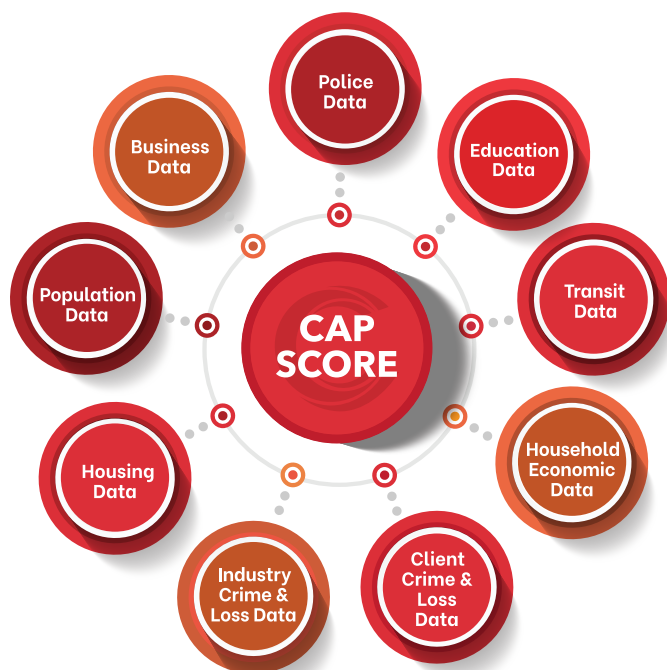 Police
Data
Education
Data
Transit
Data
Household
Economic
Data
Client
Crime &
Loss
Data
Industry
Crime &
Loss Data
Housing
Data
Population
Data
Business
Data
CAP
SCORE